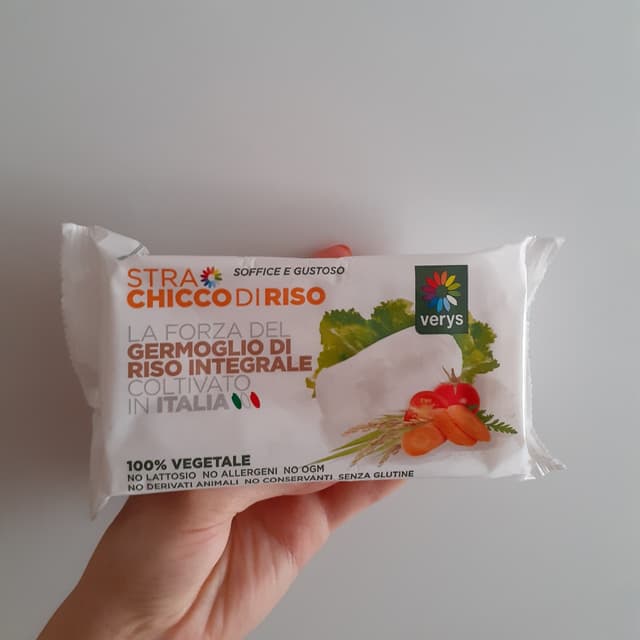 STRA SOFFICE E GUSTOSO
CHICCO DI RISO
verys
LA FORZA DEL
GERMOGLIO DI
RISO INTEGRALE
COLTIVATO
IN ITALIA
100% VEGETALE
NO LATTOSIO NO ALLERGENI NO OGM
NO DERIVATI ANIMALI NO CONSERVANTI SENZA GLUTINE